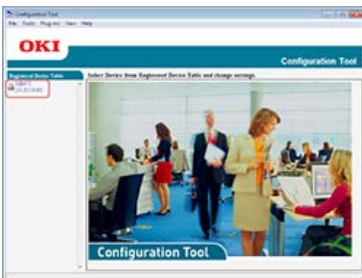 Configuration Tool
File Tools Plug-ins View Help
OKI
Configuration Tool
Registered Device Table
Select Device from Registered Device Table and change settings.
Configuration Tool